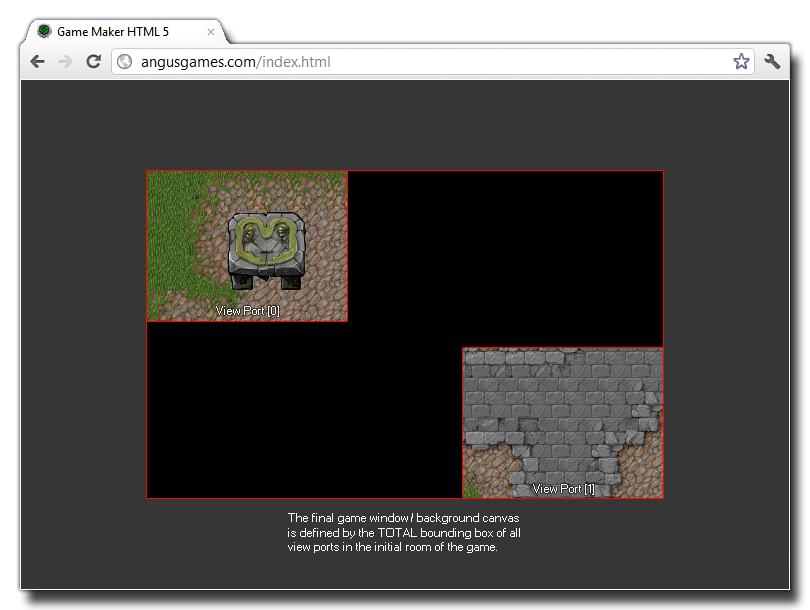 Game Maker HTML 5
angusgames.com/index.html
View Port [0]
View Port [1]
The final game window / background canvas
is defined by the TOTAL bounding box of all
view ports in the initial room of the game.